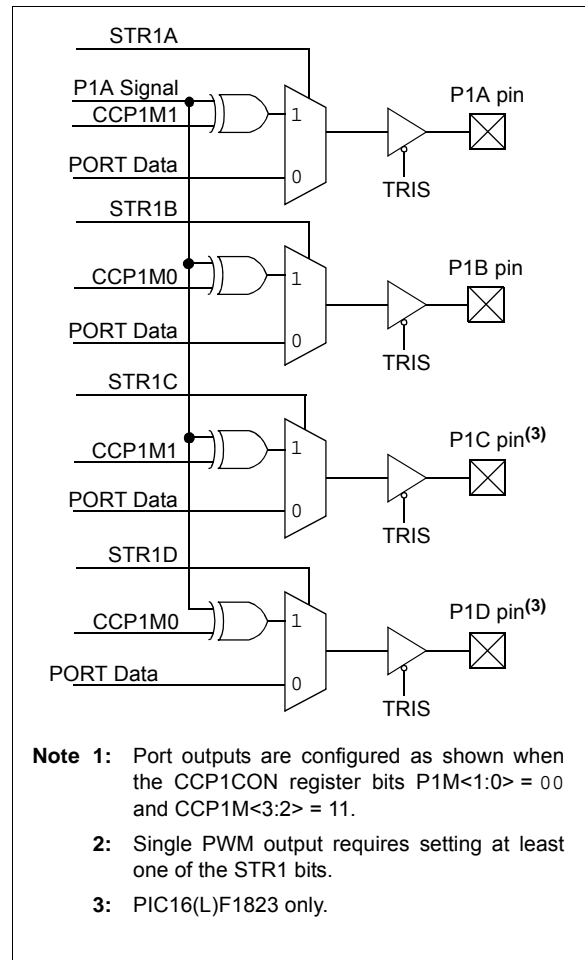 STR1A
P1A Signal
CCP1M1
1
P1A pin
PORT Data
0
TRIS
STR1B
CCP1M0
1
P1B pin
PORT Data
0
TRIS
STR1C
CCP1M1
1
P1C pin(3)
PORT Data
0
TRIS
STR1D
CCP1M0
1
P1D pin(3)
PORT Data
0
TRIS
Note 1: Port outputs are configured as shown when
the CCP1CON register bits P1M<1:0> = 00
and CCP1M<3:2> = 11.
2: Single PWM output requires setting at least
one of the STR1 bits.
3: PIC16(L)F1823 only.